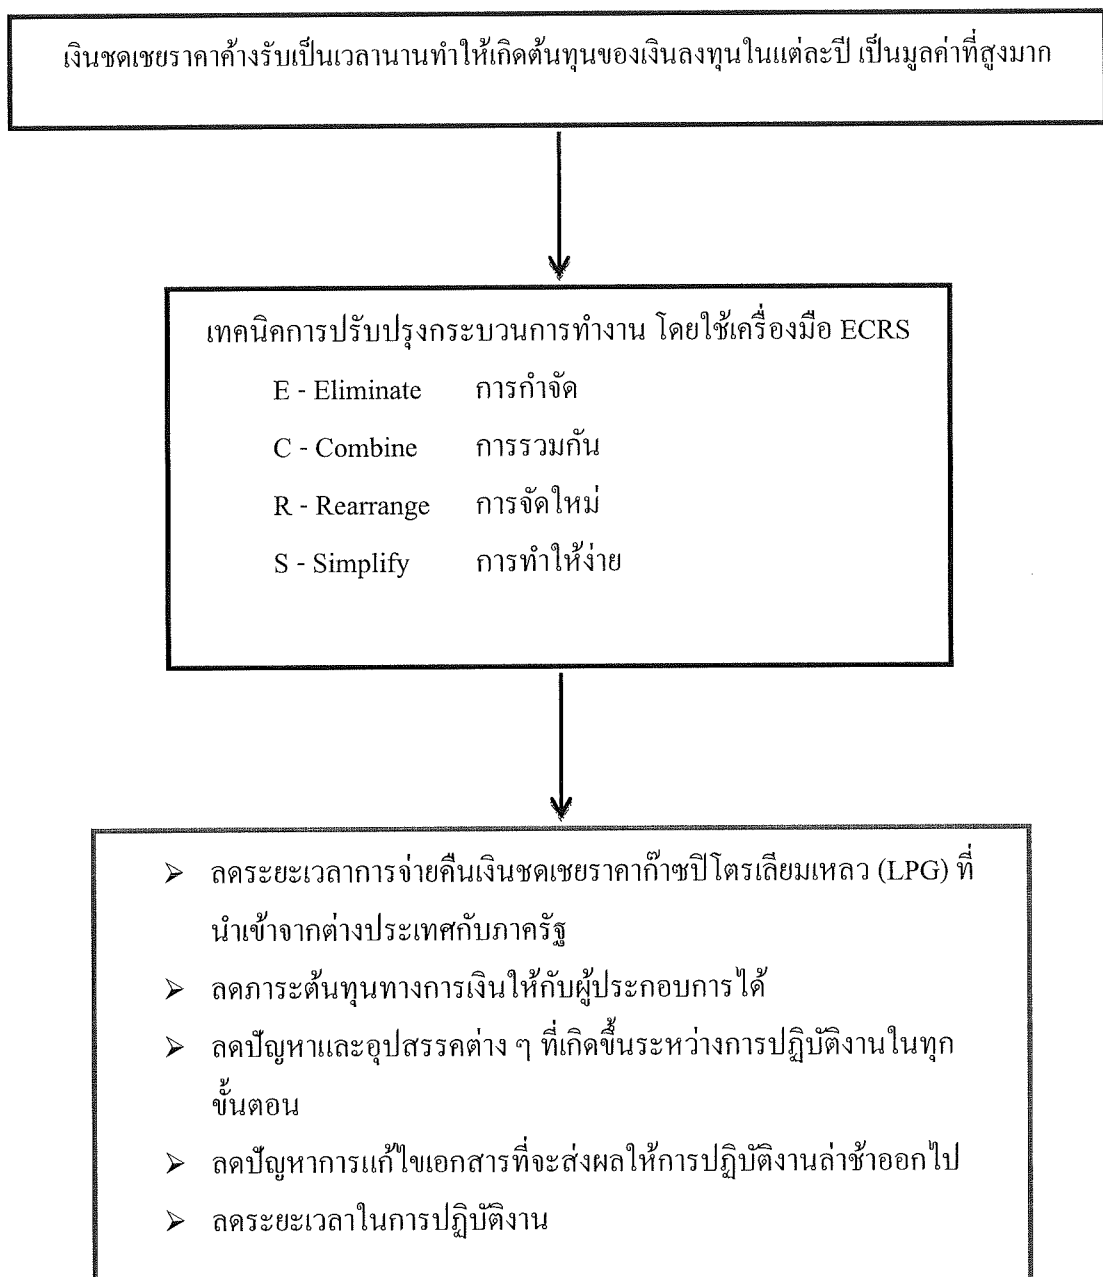 เงินชดเชยราคาค้างรับเป็นเวลานานทำให้เกิดต้นทุนของเงินลงทุนในแต่ละปี เป็นมูลค่าที่สูงมาก
เทคนิคการปรับปรุงกระบวนการทำงาน โดยใช้เครื่องมือ ECRS
E - Eliminate การกำจัด
C - Combine การรวมกัน
R - Rearrange การจัดใหม่
S - Simplify การทำให้ง่าย
➢ ลดระยะเวลาการจ่ายคืนเงินชดเชยราคาก๊าซปิโตรเลียมเหลว (LPG) ที่
นำเข้าจากต่างประเทศกับภาครัฐ
➢ ลดภาระต้นทุนทางการเงินให้กับผู้ประกอบการได้
➢ ลดปัญหาและอุปสรรคต่าง ๆ ที่เกิดขึ้นระหว่างการปฏิบัติงานในทุก
ขั้นตอน
➢ ลดปัญหาการแก้ไขเอกสารที่จะส่งผลให้การปฏิบัติงานล่าช้าออกไป
➢ ลดระยะเวลาในการปฏิบัติงาน